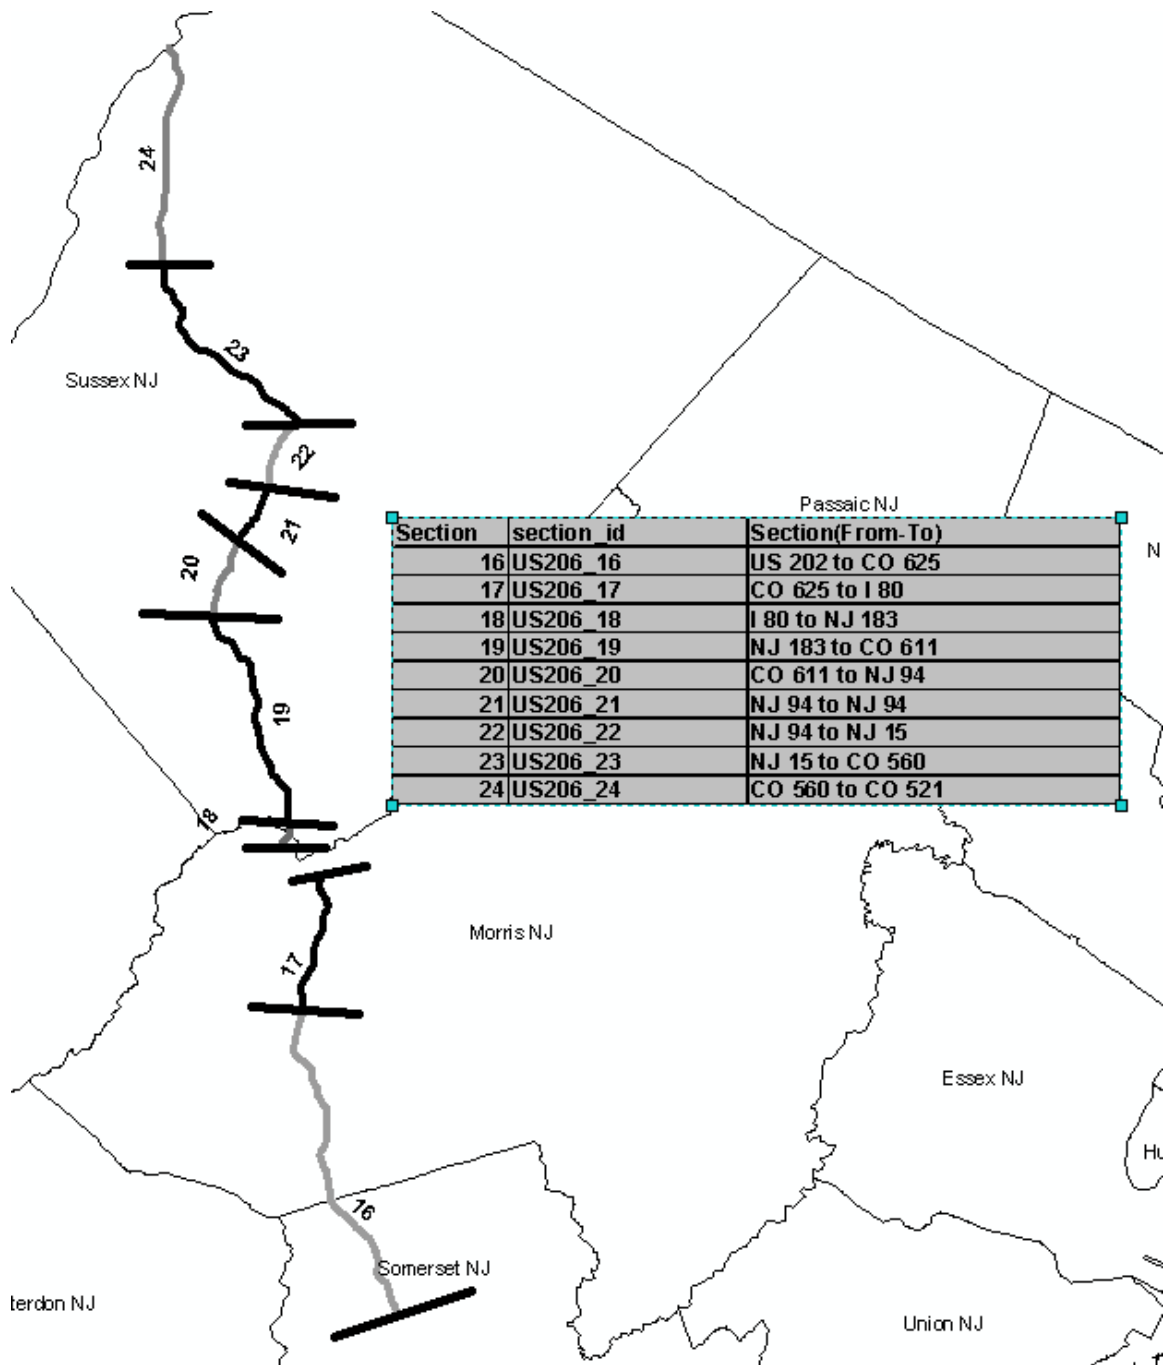 24
23
Sussex NJ
22
21
20
Passaic NJ
N
Section section_id Section(From-To)
16 US206_16 US 202 to CO 625
17 US206_17 CO 625 to I 80
18 US206_18 I 80 to NJ 183
19 US206_19 NJ 183 to CO 611
20 US206_20 CO 611 to NJ 94
21 US206_21 NJ 94 to NJ 94
22 US206_22 NJ 94 to NJ 15
23 US206_23 NJ 15 to CO 560
24 US206_24 CO 560 to CO 521
19
18
Morris NJ
17
Essex NJ
Hu
16
Somerset NJ
terdon NJ
Union NJ